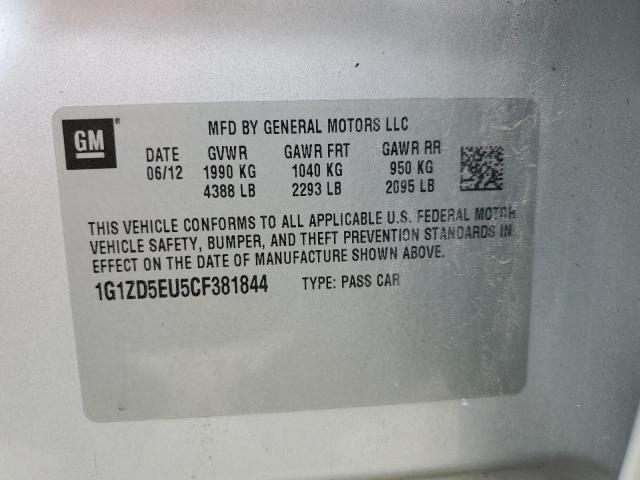 GM®
MFD BY GENERAL MOTORS LLC
DATE GVWR GAWR FRT GAWR RR
06/12 1990 KG 1040 KG 950 KG
4388 LB 2293 LB 2095 LB
THIS VEHICLE CONFORMS TO ALL APPLICABLE U.S. FEDERAL MOTOR
VEHICLE SAFETY, BUMPER, AND THEFT PREVENTION STANDARDS IN
EFFECT ON THE DATE OF MANUFACTURE SHOWN ABOVE.
1G1ZD5EU5CF381844 TYPE: PASS CAR